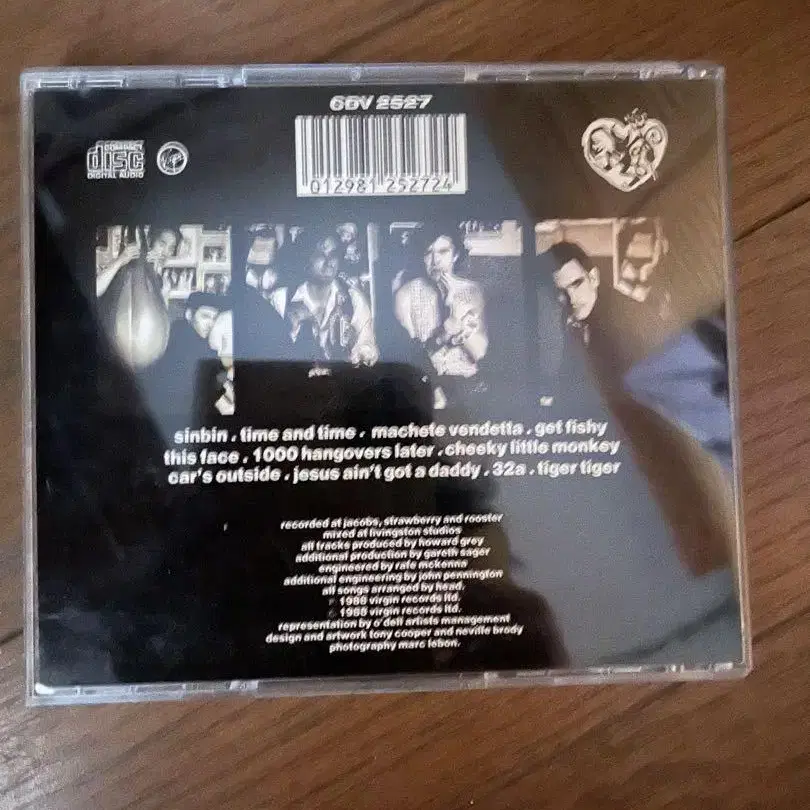 CDV 2527
COMPACT
disc
DIGITAL AUDIO
Virgin
012981 252724
sinbin . time and time . machete vendetta . get fishy
this face . 1000 hangovers later . cheeky little monkey
car's outside . jesus ain't got a daddy . 32a . tiger tiger
recorded at jacobs, strawberry and rooster
mixed at livingston studios
all tracks produced by howard grey
additional production by gareth sager
engineered by rafe mckenna
additional engineering by john pennington
all songs arranged by head.
1988 virgin records ltd.
1988 virgin records ltd.
representation by o'dell artists management
design and artwork tony cooper and neville brody
photography marc lebon.